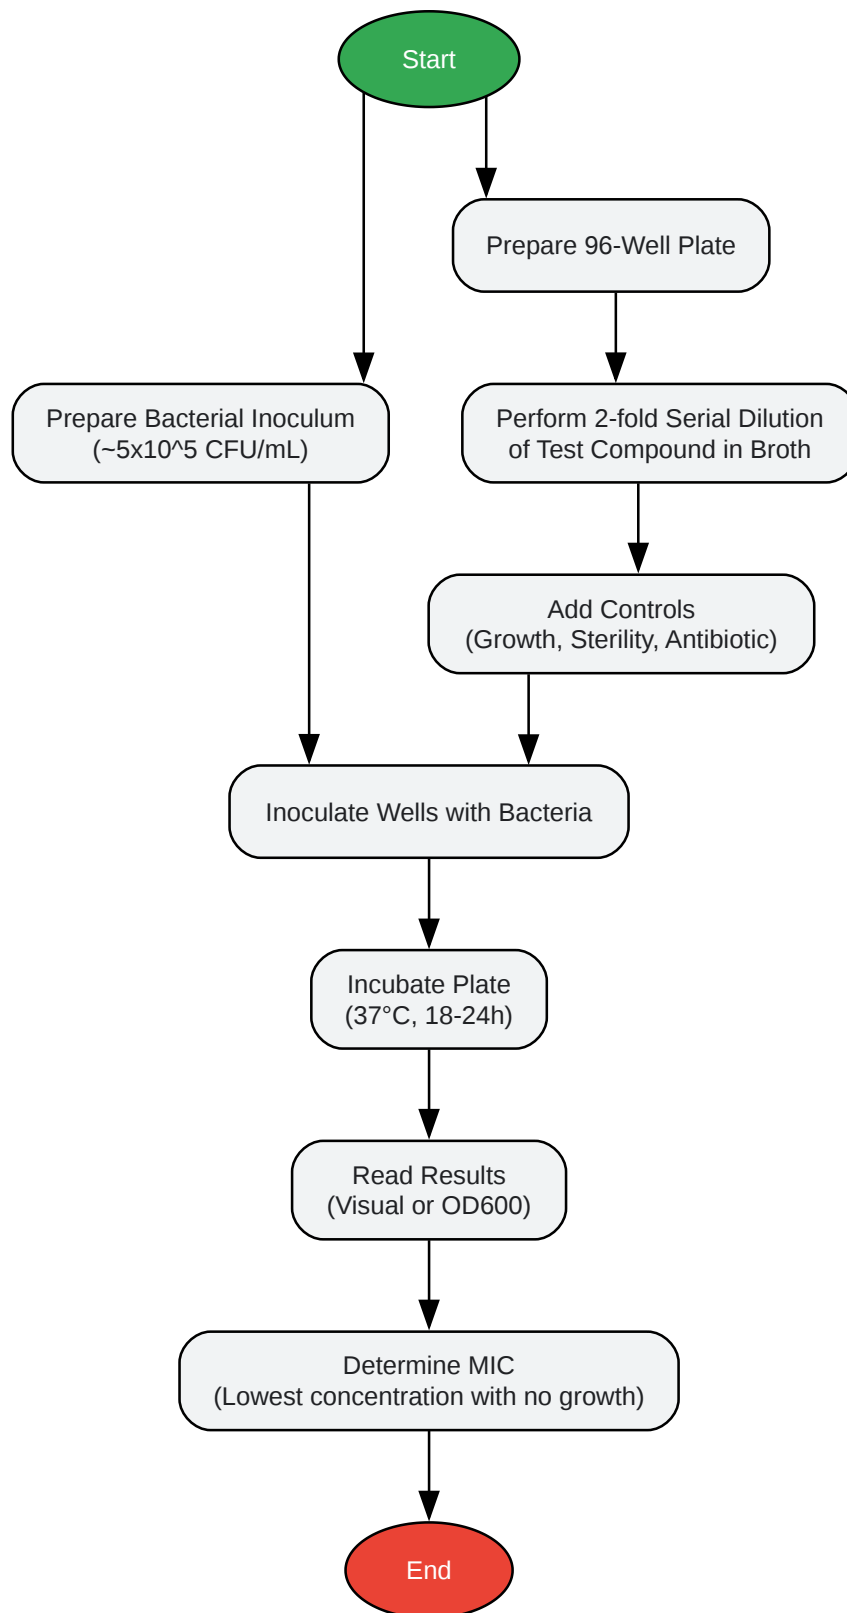 Start
Prepare 96-Well Plate
Prepare Bacterial Inoculum
(~5x10^5 CFU/mL)
Perform 2-fold Serial Dilution
of Test Compound in Broth
Add Controls
(Growth, Sterility, Antibiotic)
Inoculate Wells with Bacteria
Incubate Plate
(37°C, 18-24h)
Read Results
(Visual or OD600)
Determine MIC
(Lowest concentration with no growth)
End